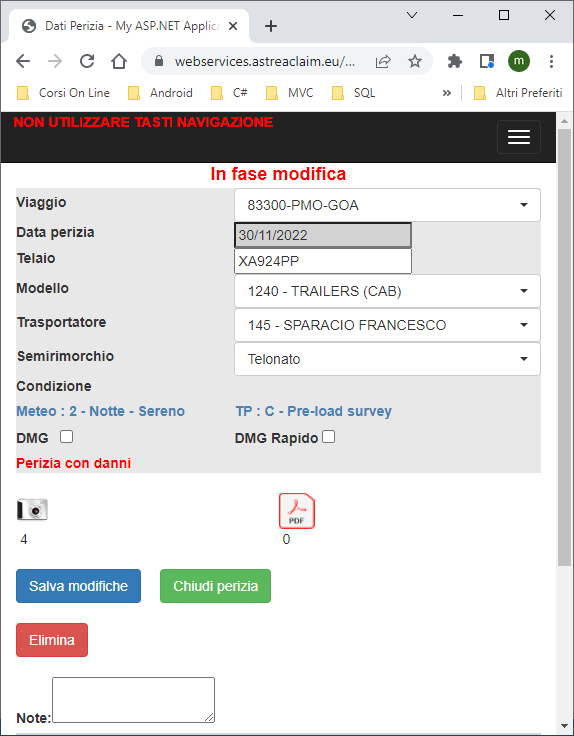 Dati Perizia - My ASP.NET Applica
webservices.astreaclaim.eu/...
m
Corsi On Line
Android
C#
MVC
SQL
»
Altri Preferiti
NON UTILIZZARE TASTI NAVIGAZIONE
In fase modifica
Viaggio 83300-PMO-GOA
Data perizia 30/11/2022
Telaio XA924PP
Modello 1240 - TRAILERS (CAB)
Trasportatore 145 - SPARACIO FRANCESCO
Semirimorchio Telonato
Condizione
Meteo : 2 - Notte - Sereno TP : C - Pre-load survey
DMG DMG Rapido
Perizia con danni
PDF
4 0
Salva modifiche Chiudi perizia
Elimina
Note: